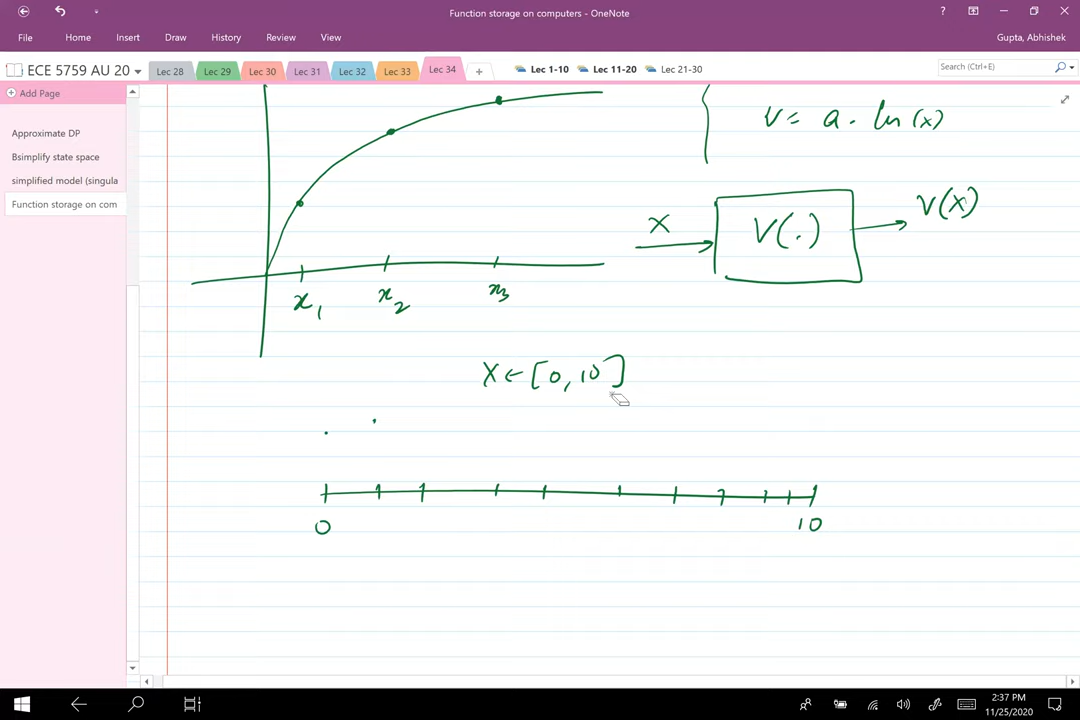 Function storage on computers - OneNote
File Home Insert Draw History Review View
Gupta, Abhishek
ECE 5759 AU 20
Lec 28 Lec 29 Lec 30 Lec 31 Lec 32 Lec 33 Lec 34 Lec 1-10 Lec 11-20 Lec 21-30
Search (Ctrl+E)
Add Page
Approximate DP
Bsimplify state space
simplified model (singula
Function storage on com
V = a . ln(x)
x V(.) V(x)
x1 x2 x3
X ∈ [0, 10]
0 10
2:37 PM
11/25/2020